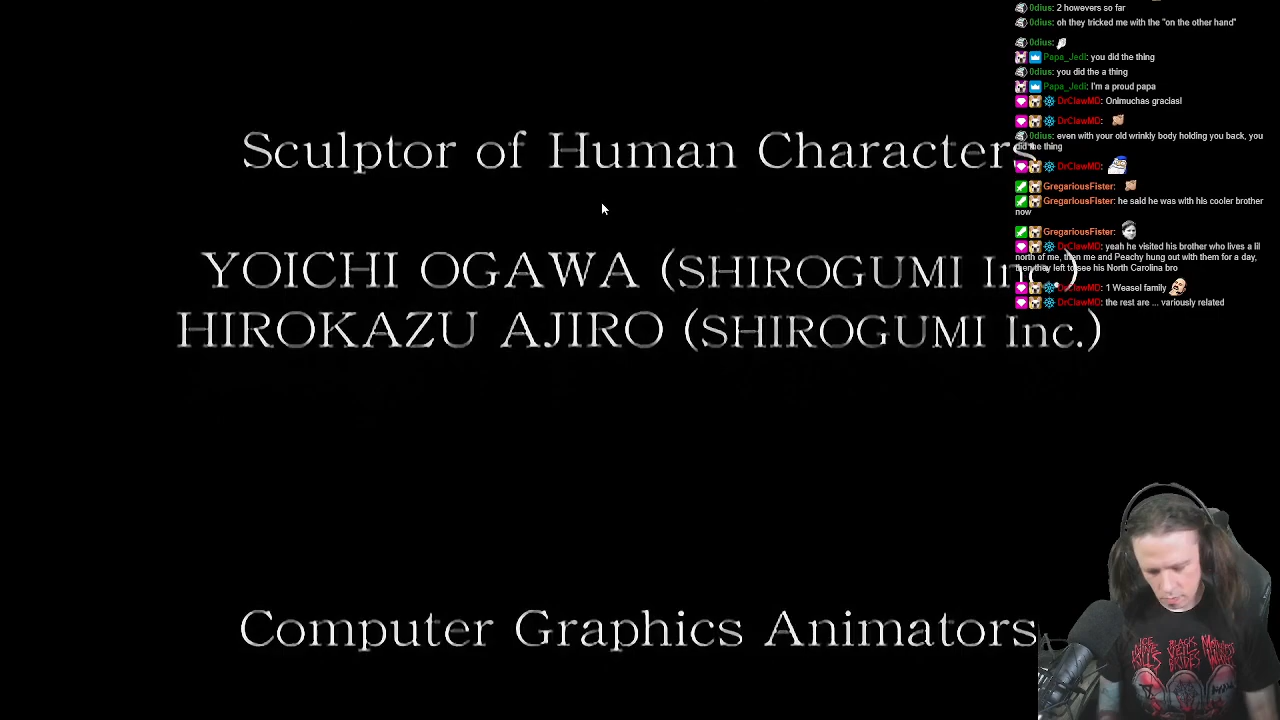 Sculptor of Human Characters
YOICHI OGAWA (SHIROGUMI Inc.)
HIROKAZU AJIRO (SHIROGUMI Inc.)
Computer Graphics Animators
0dius: 2 howevers so far
0dius: oh they tricked me with the "on the other hand"
0dius:
Papa_Jedi: you did the thing
0dius: you did the a thing
Papa_Jedi: I'm a proud papa
DrClawMD: Onlmuchas gracias!
DrClawMD:
0dius: even with your old wrinkly body holding you back, you
did the thing
DrClawMD:
GregariousFister:
GregariousFister: he said he was with his cooler brother
now
GregariousFister:
DrClawMD: yeah he visited his brother who lives a lil
north of me, then me and Peachy hung out with them for a day,
then they left to see his North Carolina bro
DrClawMD: 1 Weasel family
DrClawMD: the rest are ... variously related